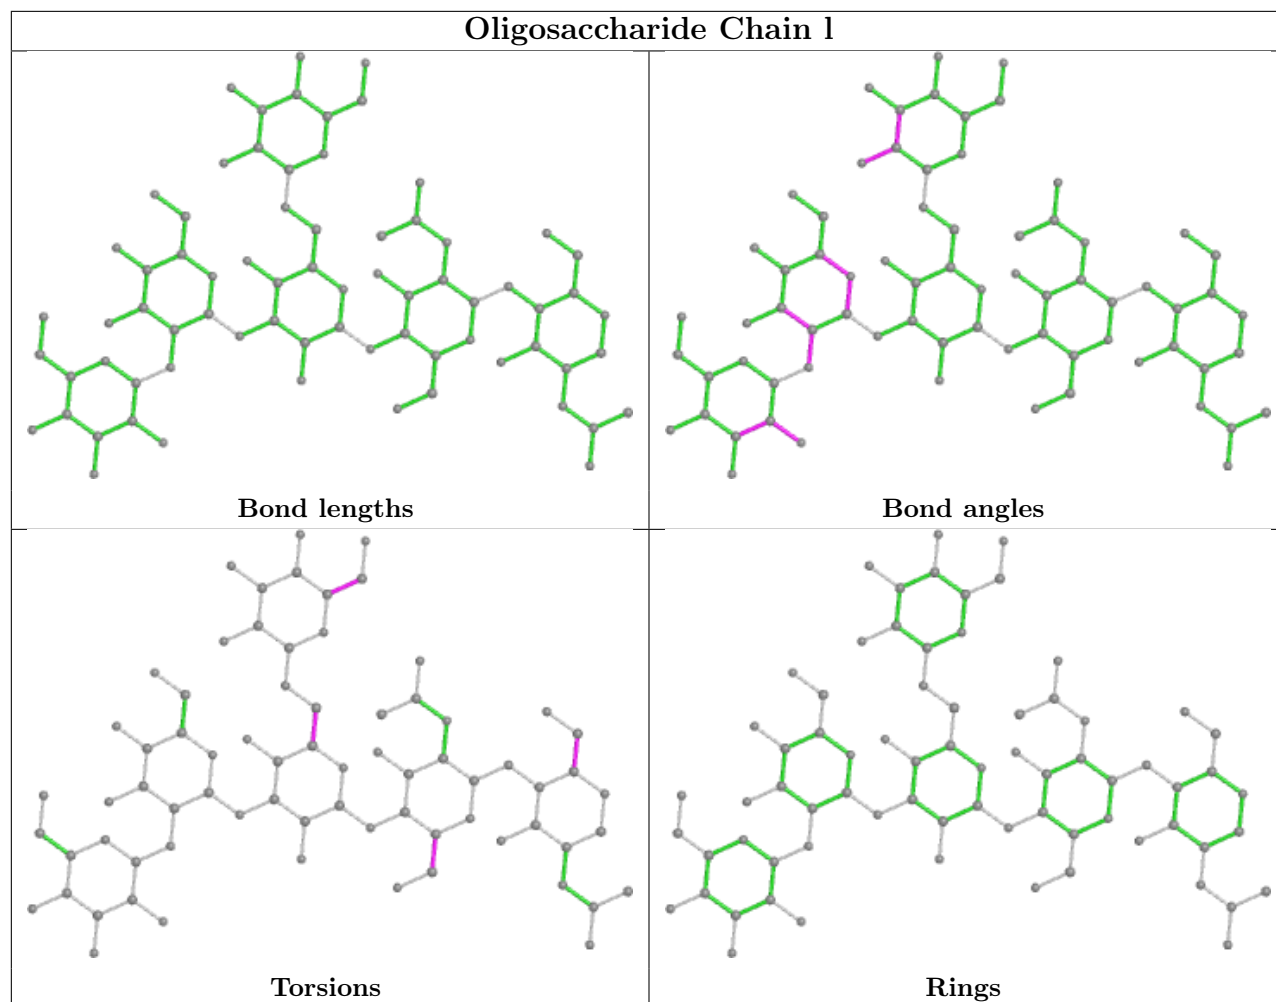 Oligosaccharide Chain l
Bond lengths
Bond angles
Torsions
Rings